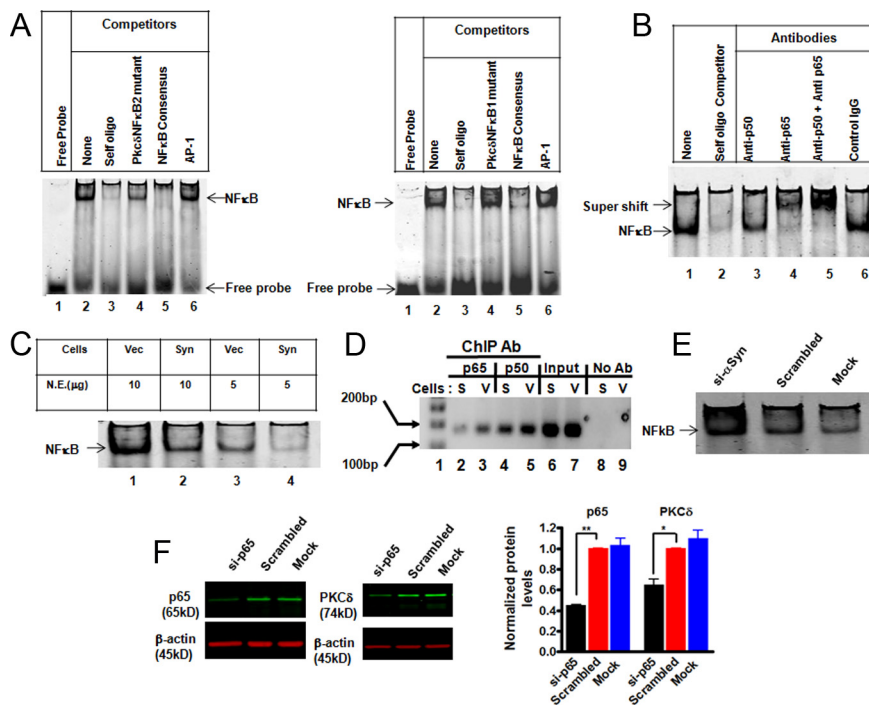 A
Competitors
Free Probe
None
Self oligo
PkcδNFκB2 mutant
NFκB Consensus
AP-1
NFκB
Free probe
1 2 3 4 5 6
Competitors
Free Probe
None
Self oligo
PkcδNFκB1 mutant
NFκB Consensus
AP-1
NFκB
Free probe
1 2 3 4 5 6
B
Antibodies
None
Self oligo Competitor
Anti-p50
Anti-p65
Anti-p50 + Anti p65
Control IgG
Super shift
NFκB
1 2 3 4 5 6
C
Cells Vec Syn Vec Syn
N.E.(μg) 10 10 5 5
NFκB
1 2 3 4
D
ChIP Ab
p65 p50 Input No Ab
Cells : S V S V S V S V
200bp
100bp
1 2 3 4 5 6 7 8 9
E
si-αSyn
Scrambled
Mock
NFkB
F
si-p65
Scrambled
Mock
p65
(65kD)
β-actin
(45kD)
si-p65
Scrambled
Mock
PKCδ
(74kD)
β-actin
(45kD)
p65 PKCδ
Normalized protein
levels
1.2
1.0
0.8
0.6
0.4
0.2
0.0
** *
si-p65
Scrambled
Mock
si-p65
Scrambled
Mock